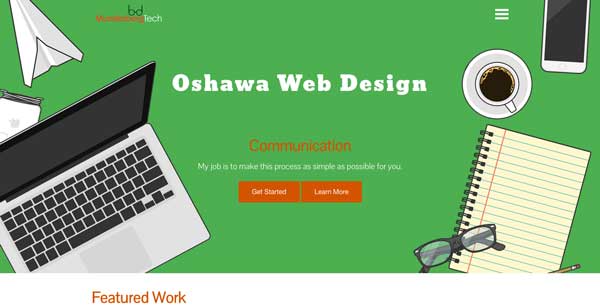 bd
Tech
Oshawa Web Design
Communication
My job is to make this process as simple as possible for you.
Get Started
Learn More
Featured Work